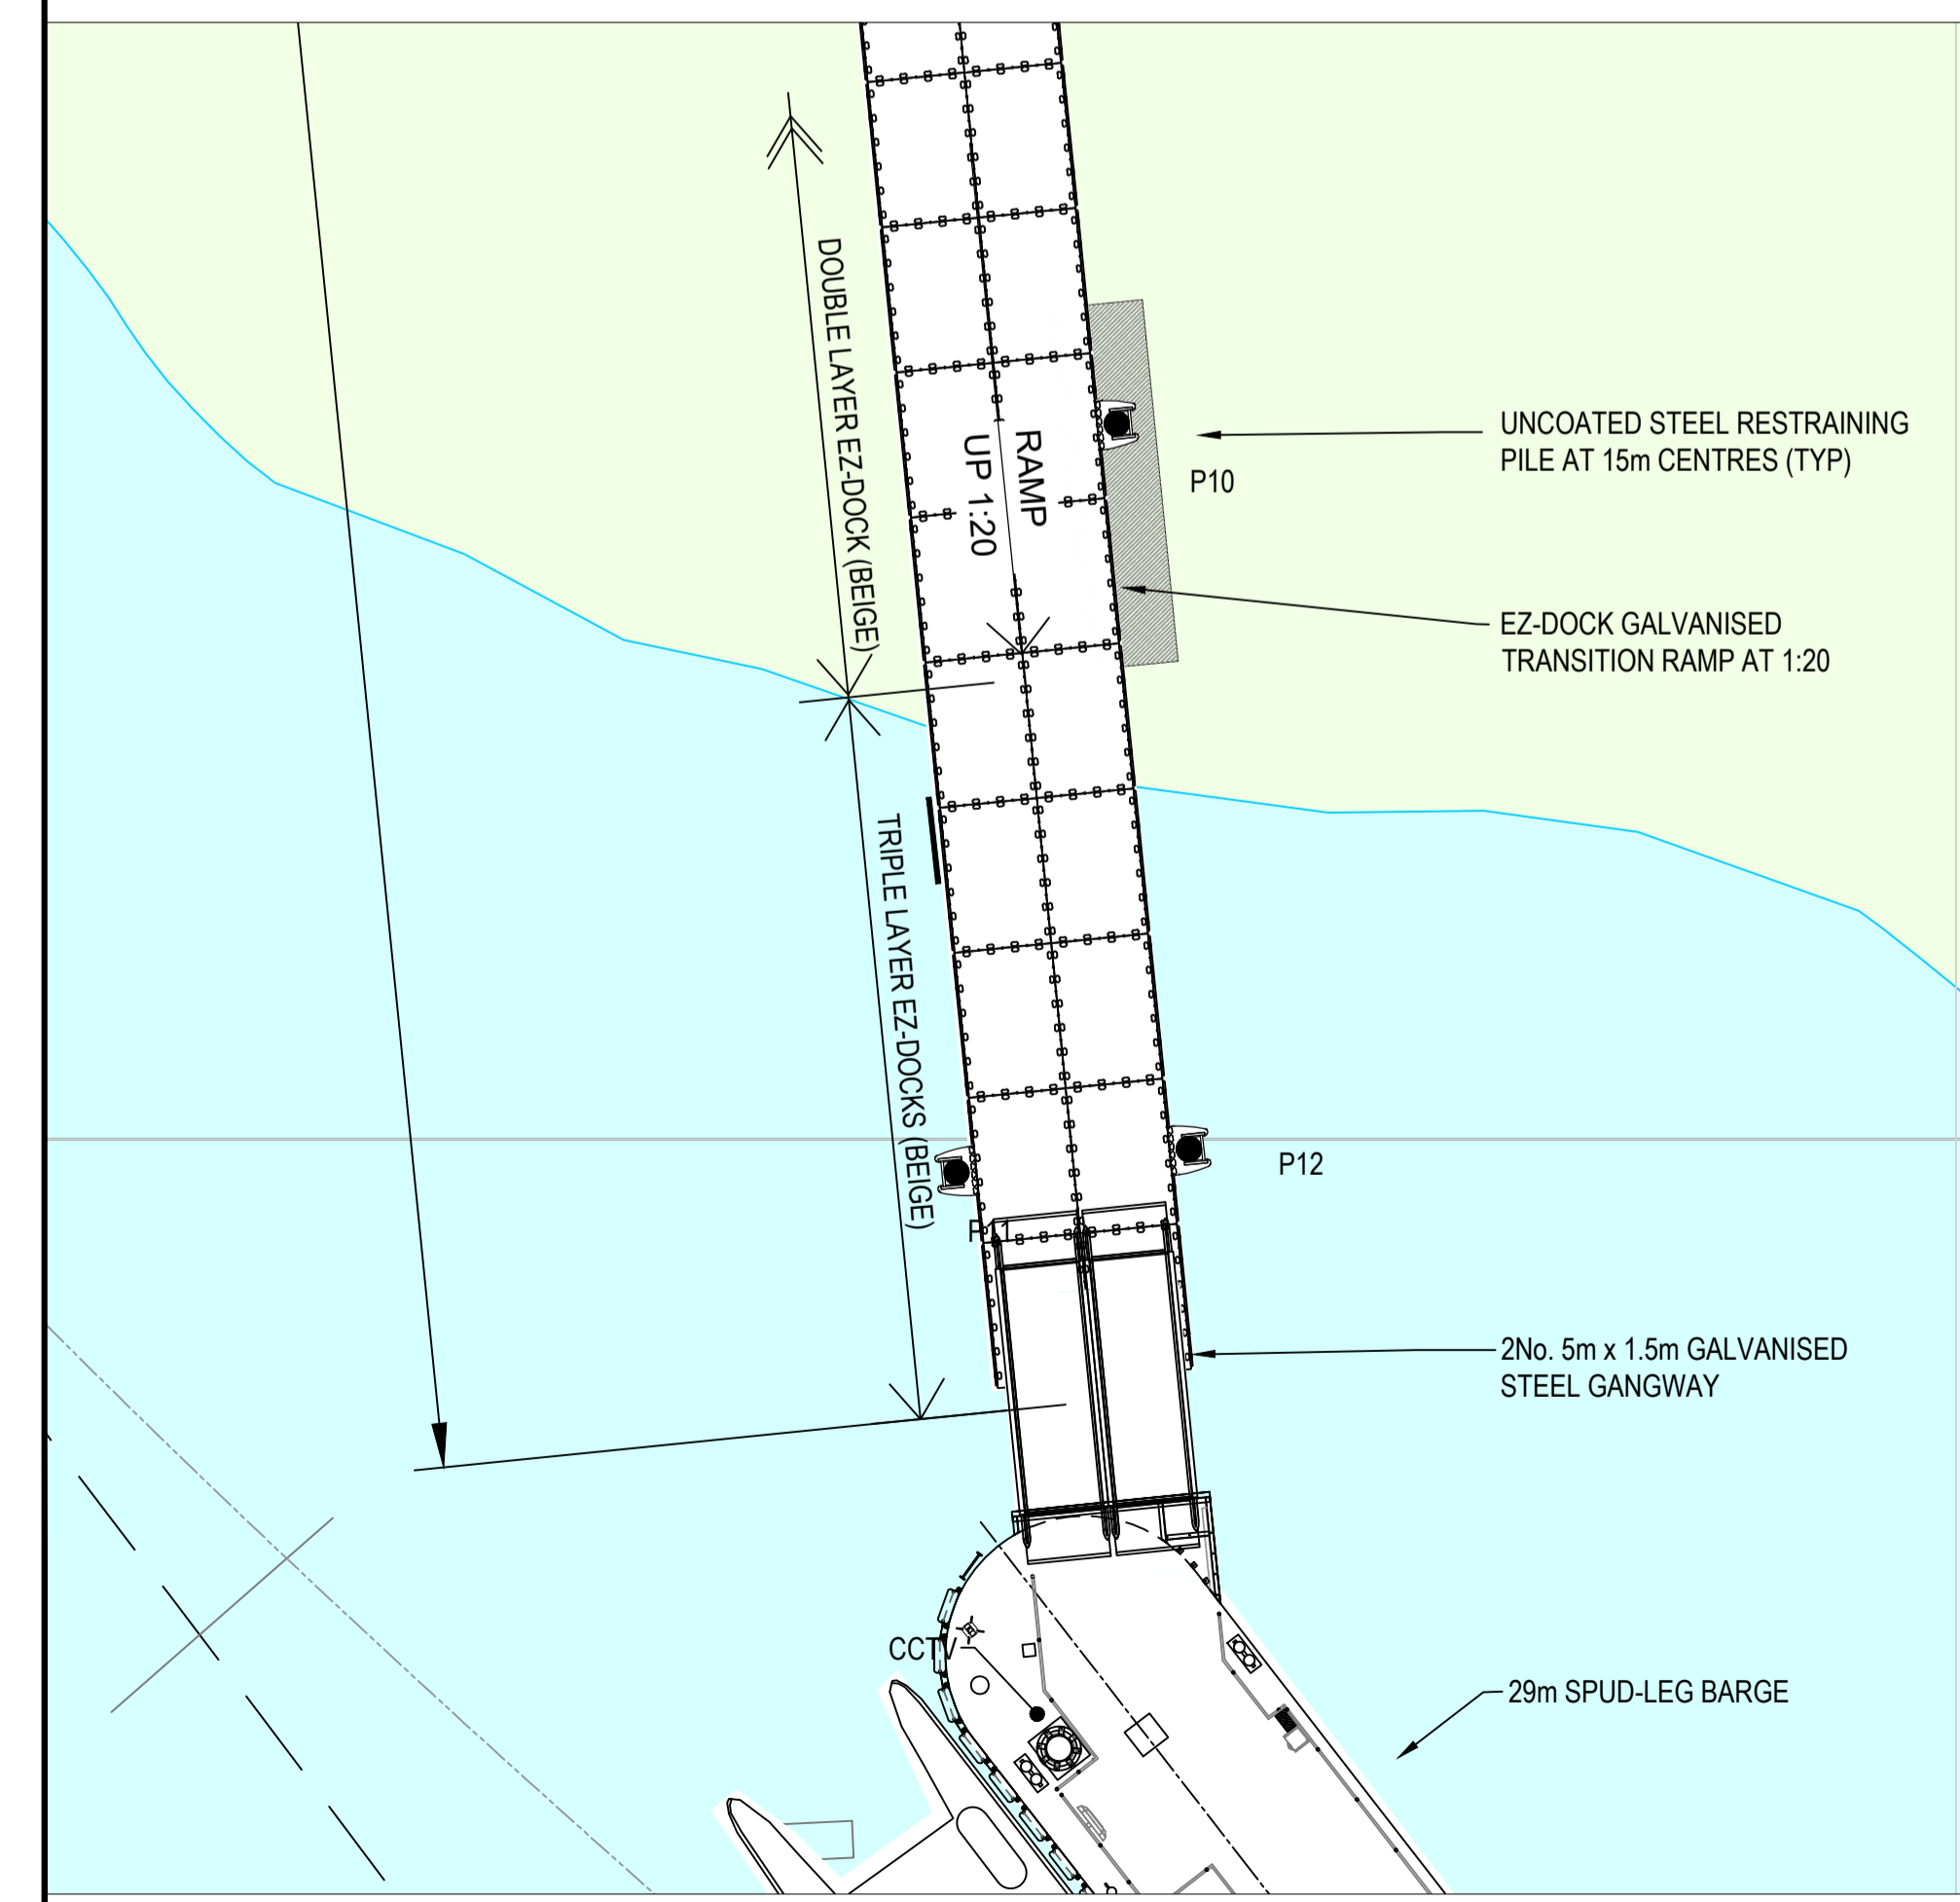 DOUBLE LAYER EZ-DOCK (BEIGE)
RAMP
UP 1:20
UNCOATED STEEL RESTRAINING
PILE AT 15m CENTRES (TYP)
P10
EZ-DOCK GALVANISED
TRANSITION RAMP AT 1:20
TRIPLE LAYER EZ-DOCKS (BEIGE)
P12
P11
2No. 5m x 1.5m GALVANISED
STEEL GANGWAY
CCTV
29m SPUD-LEG BARGE